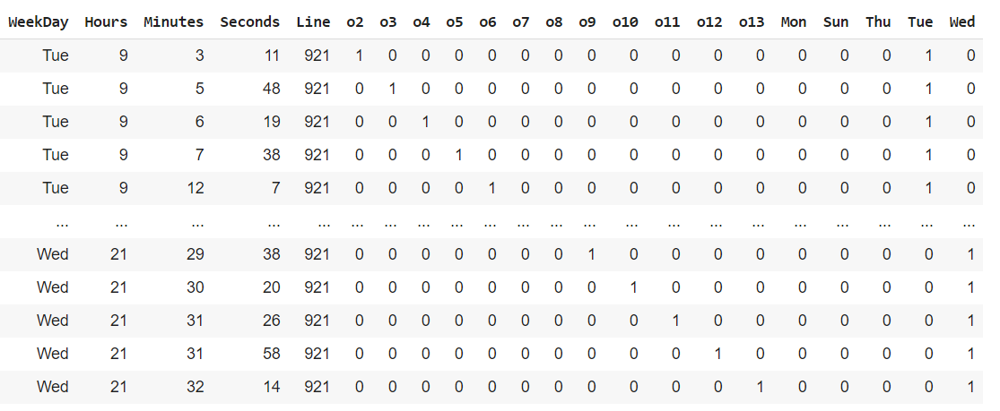 WeekDay Hours Minutes Seconds Line o2 o3 o4 o5 o6 o7 o8 o9 o10 o11 o12 o13 Mon Sun Thu Tue Wed
Tue 9 3 11 921 1 0 0 0 0 0 0 0 0 0 0 0 0 0 0 1 0
Tue 9 5 48 921 0 1 0 0 0 0 0 0 0 0 0 0 0 0 0 1 0
Tue 9 6 19 921 0 0 1 0 0 0 0 0 0 0 0 0 0 0 0 1 0
Tue 9 7 38 921 0 0 0 1 0 0 0 0 0 0 0 0 0 0 0 1 0
Tue 9 12 7 921 0 0 0 0 1 0 0 0 0 0 0 0 0 0 0 1 0
... ... ... ... ... ... ... ... ... ... ... ... ... ... ... ... ... ... ... ... ... ...
Wed 21 29 38 921 0 0 0 0 0 0 0 1 0 0 0 0 0 0 0 0 1
Wed 21 30 20 921 0 0 0 0 0 0 0 0 1 0 0 0 0 0 0 0 1
Wed 21 31 26 921 0 0 0 0 0 0 0 0 0 1 0 0 0 0 0 0 1
Wed 21 31 58 921 0 0 0 0 0 0 0 0 0 0 1 0 0 0 0 0 1
Wed 21 32 14 921 0 0 0 0 0 0 0 0 0 0 0 1 0 0 0 0 1